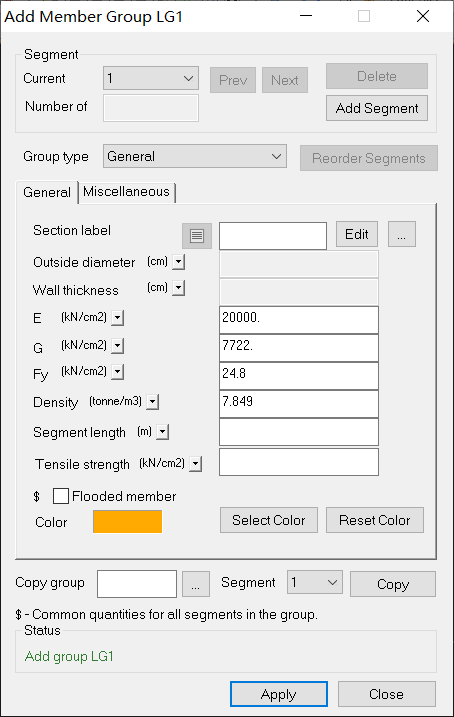 Add Member Group LG1
Segment
Current 1 Prev Next Delete
Number of Add Segment
Group type General Reorder Segments
General Miscellaneous
Section label Edit ...
Outside diameter (cm)
Wall thickness (cm)
E (kN/cm2) 20000.
G (kN/cm2) 7722.
Fy (kN/cm2) 24.8
Density (tonne/m3) 7.849
Segment length (m)
Tensile strength (kN/cm2)
$ Flooded member
Color Select Color Reset Color
Copy group ... Segment 1 Copy
$ - Common quantities for all segments in the group.
Status
Add group LG1
Apply Close